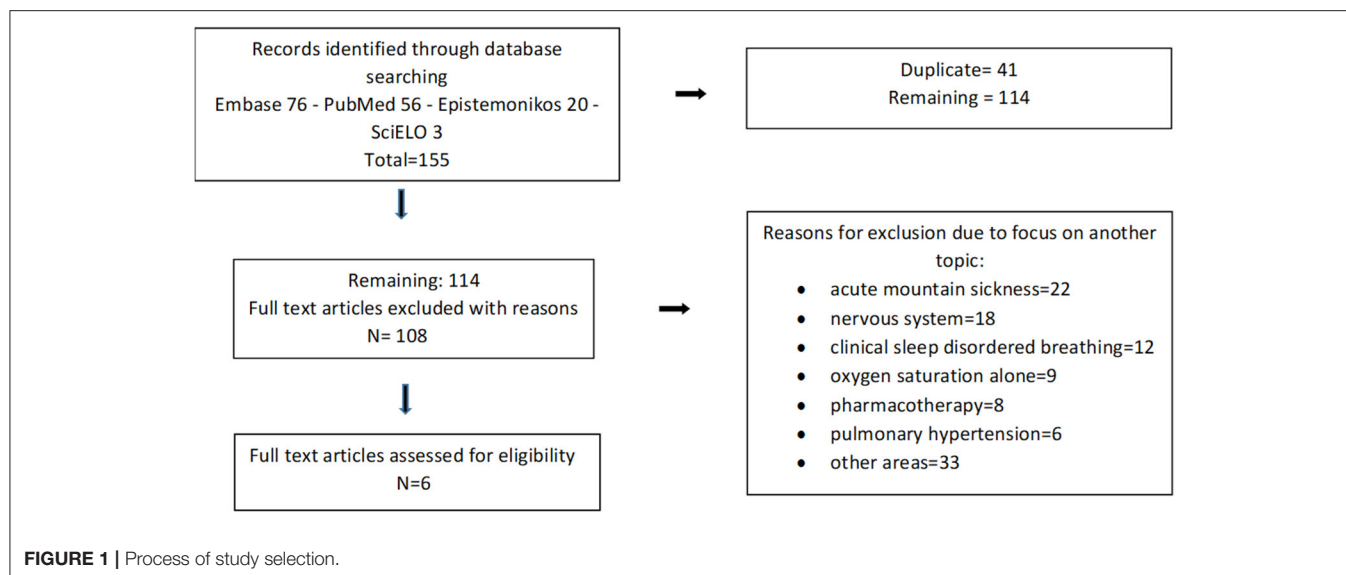 Records identified through database
searching
Embase 76 - PubMed 56 - Epistemonikos 20 -
SciELO 3
Total=155
Duplicate= 41
Remaining = 114
Remaining: 114
Full text articles excluded with reasons
N= 108
Reasons for exclusion due to focus on another
topic:
• acute mountain sickness=22
• nervous system=18
• clinical sleep disordered breathing=12
• oxygen saturation alone=9
• pharmacotherapy=8
• pulmonary hypertension=6
• other areas=33
Full text articles assessed for eligibility
N=6
FIGURE 1 | Process of study selection.